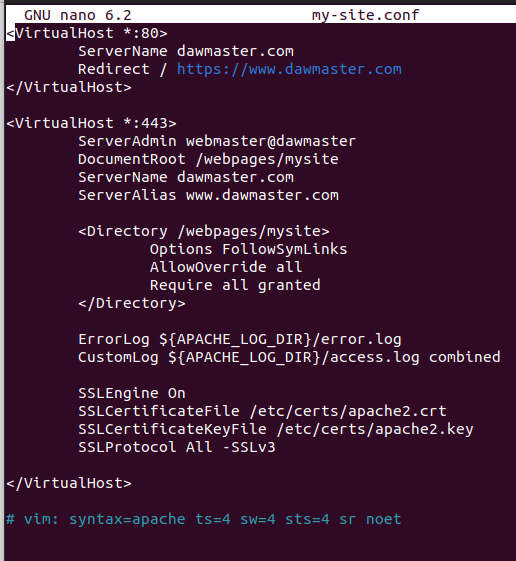 GNU nano 6.2 my-site.conf
<VirtualHost *:80>
ServerName dawmaster.com
Redirect / https://www.dawmaster.com
</VirtualHost>
<VirtualHost *:443>
ServerAdmin webmaster@dawmaster
DocumentRoot /webpages/mysite
ServerName dawmaster.com
ServerAlias www.dawmaster.com
<Directory /webpages/mysite>
Options FollowSymLinks
AllowOverride all
Require all granted
</Directory>
ErrorLog ${APACHE_LOG_DIR}/error.log
CustomLog ${APACHE_LOG_DIR}/access.log combined
SSLEngine On
SSLCertificateFile /etc/certs/apache2.crt
SSLCertificateKeyFile /etc/certs/apache2.key
SSLProtocol All -SSLv3
</VirtualHost>
# vim: syntax=apache ts=4 sw=4 sts=4 sr noet